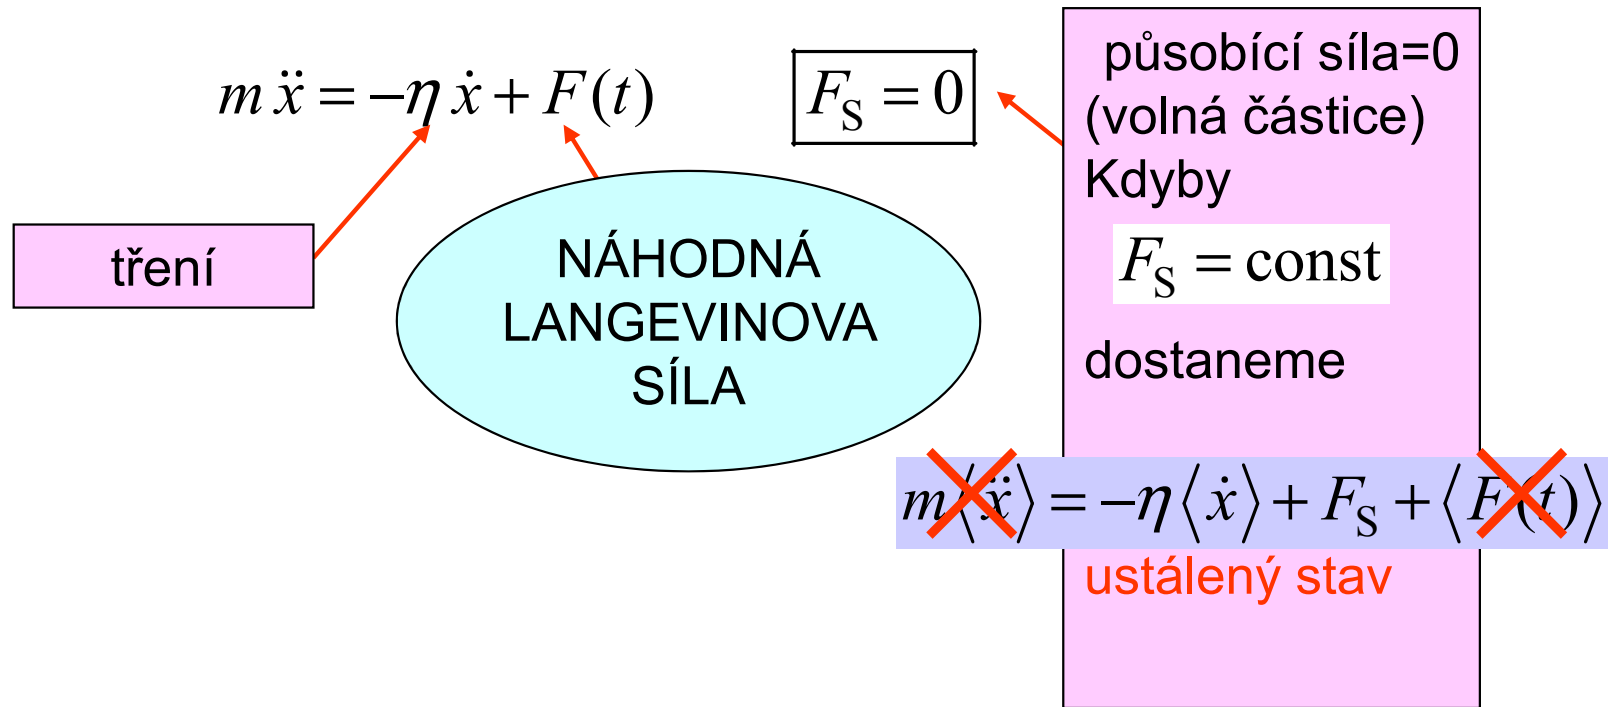 m ẍ = −η ẋ + F(t)
F_S = 0
tření
NÁHODNÁ
LANGEVINOVA
SÍLA
působící síla=0
(volná částice)
Kdyby
F_S = const
dostaneme
m⟨ẍ⟩ = −η⟨ẋ⟩ + F_S + ⟨F(t)⟩
ustálený stav